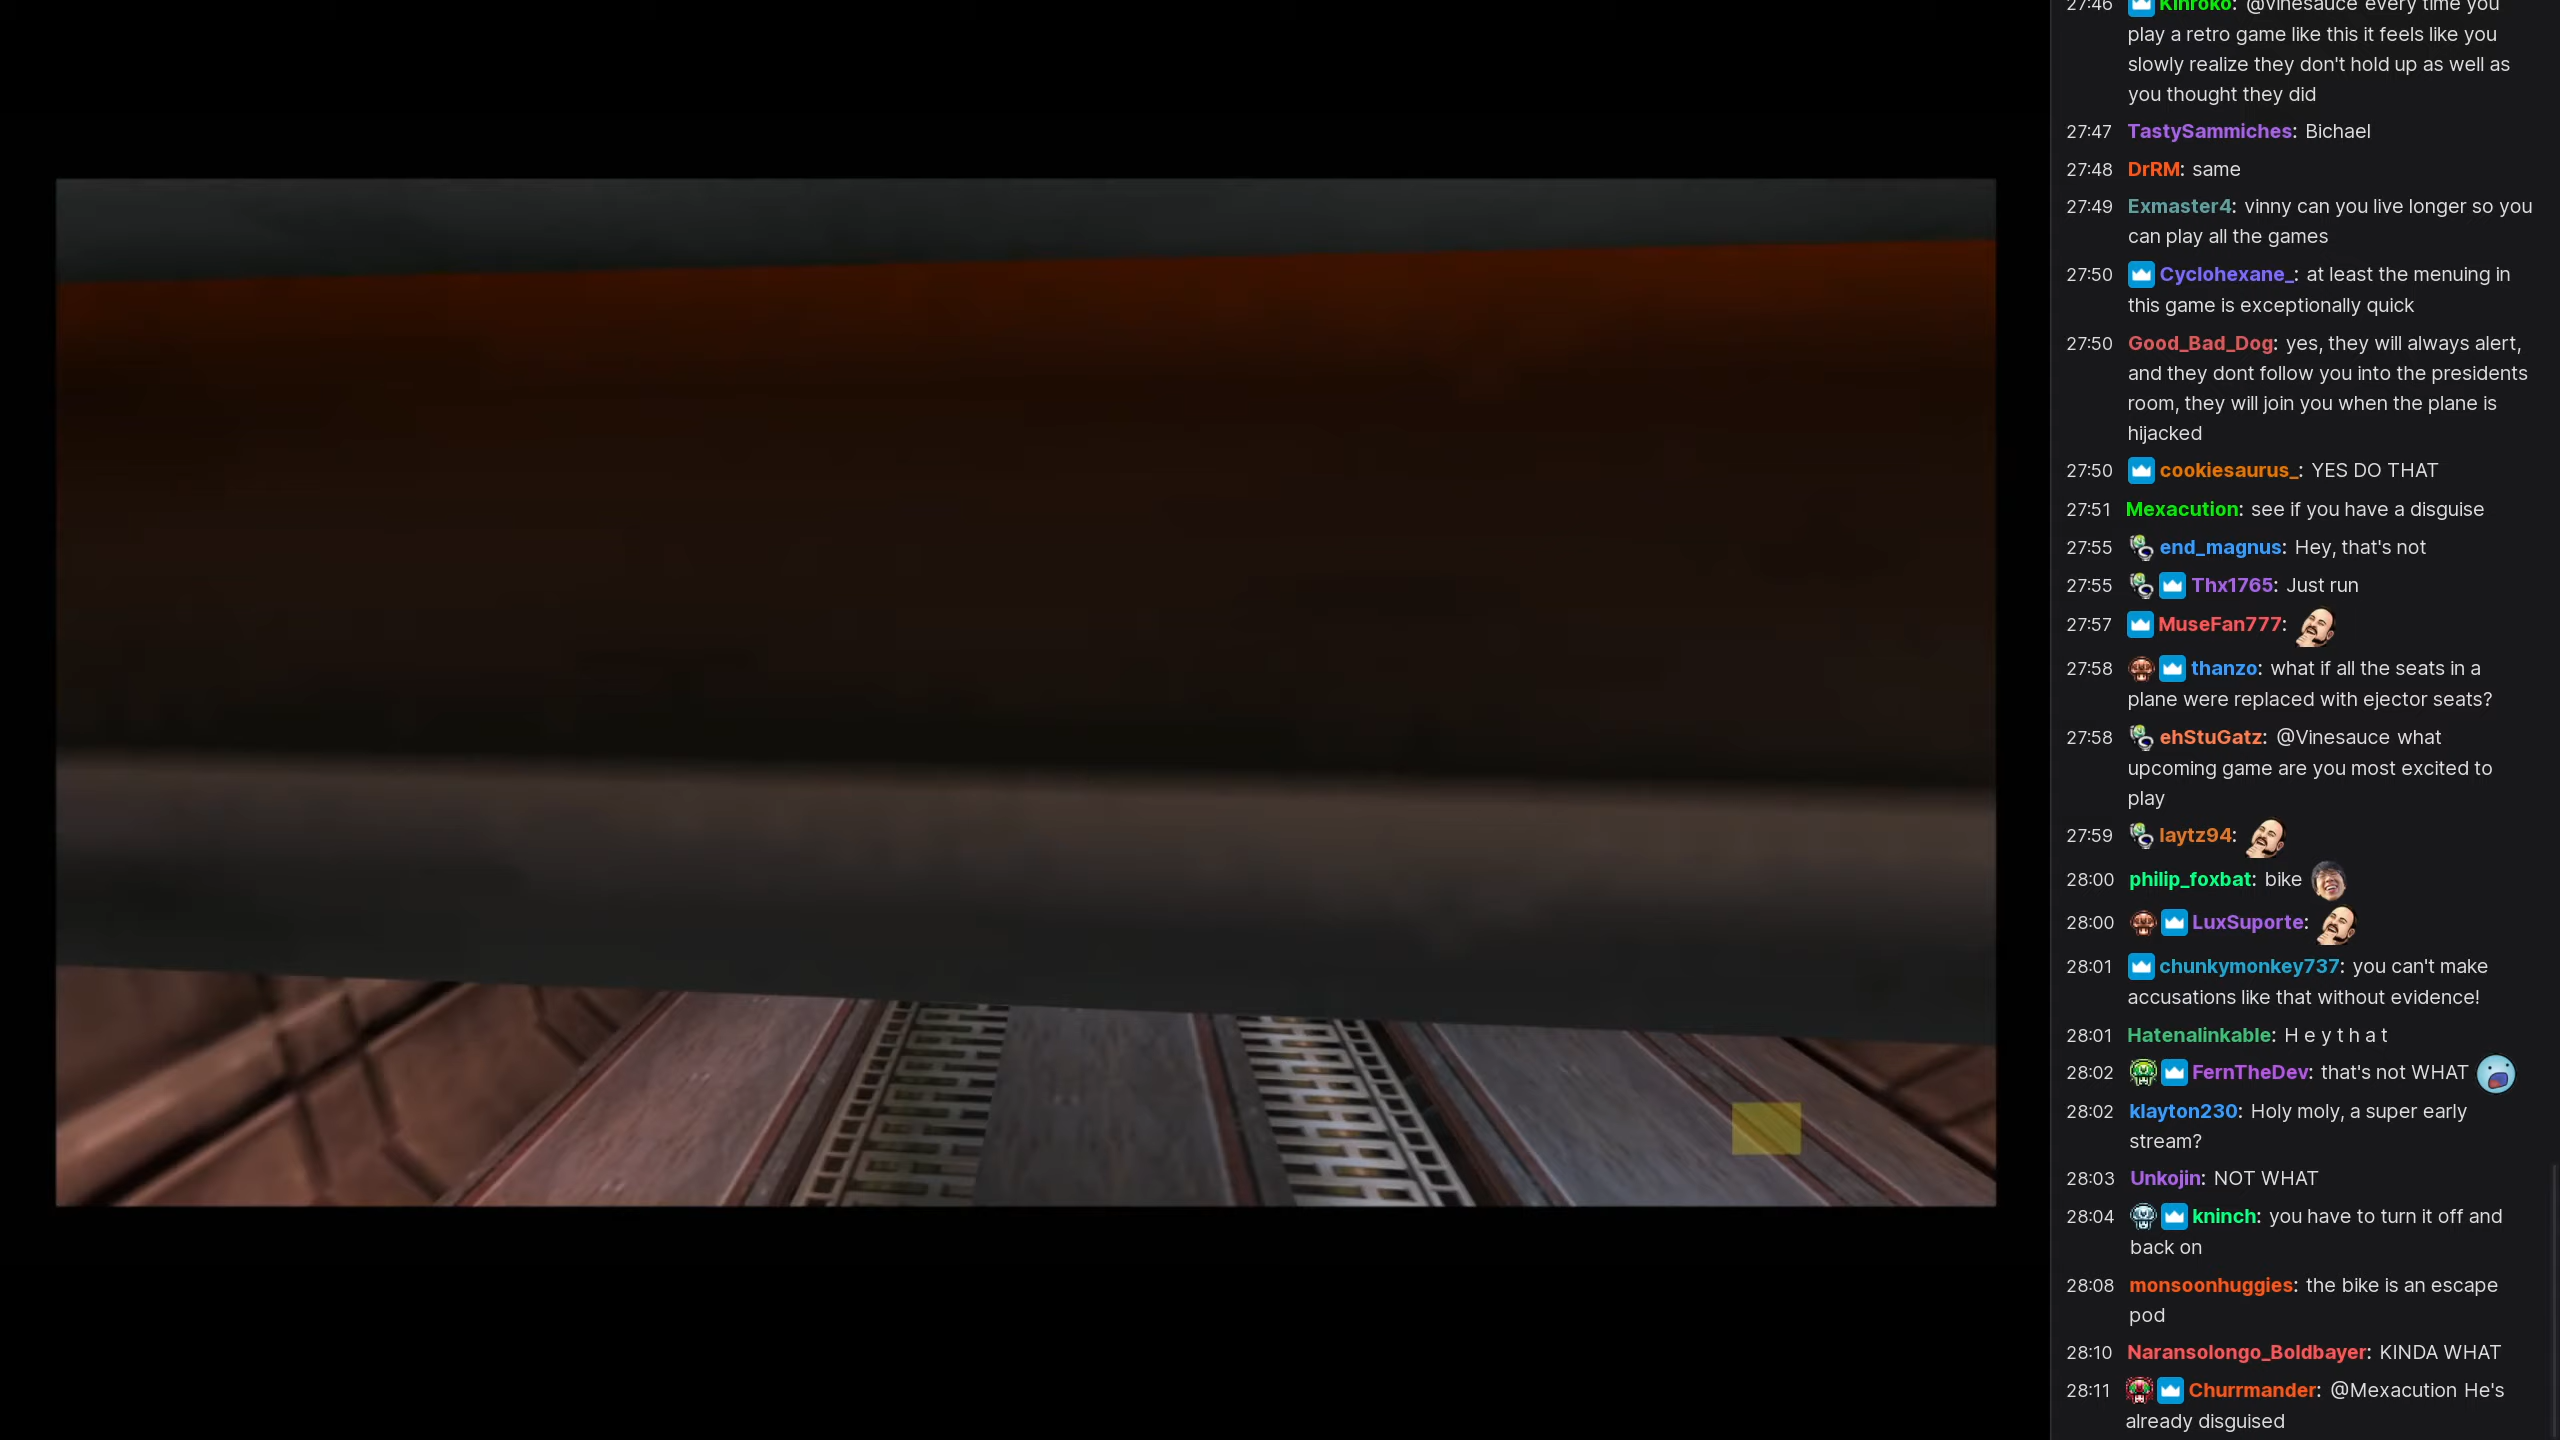 27:46 Kinroko: @vinesauce every time you
play a retro game like this it feels like you
slowly realize they don't hold up as well as
you thought they did
27:47 TastySammiches: Bichael
27:48 DrRM: same
27:49 Exmaster4: vinny can you live longer so you
can play all the games
27:50 Cyclohexane_: at least the menuing in
this game is exceptionally quick
27:50 Good_Bad_Dog: yes, they will always alert,
and they dont follow you into the presidents
room, they will join you when the plane is
hijacked
27:50 cookiesaurus_: YES DO THAT
27:51 Mexacution: see if you have a disguise
27:55 end_magnus: Hey, that's not
27:55 Thx1765: Just run
27:57 MuseFan777:
27:58 thanzo: what if all the seats in a
plane were replaced with ejector seats?
27:58 ehStuGatz: @Vinesauce what
upcoming game are you most excited to
play
27:59 laytz94:
28:00 philip_foxbat: bike
28:00 LuxSuporte:
28:01 chunkymonkey737: you can't make
accusations like that without evidence!
28:01 Hatenalinkable: H e y t h a t
28:02 FernTheDev: that's not WHAT
28:02 klayton230: Holy moly, a super early
stream?
28:03 Unkojin: NOT WHAT
28:04 kninch: you have to turn it off and
back on
28:08 monsoonhuggies: the bike is an escape
pod
28:10 Naransolongo_Boldbayer: KINDA WHAT
28:11 Churrmander: @Mexacution He's
already disguised